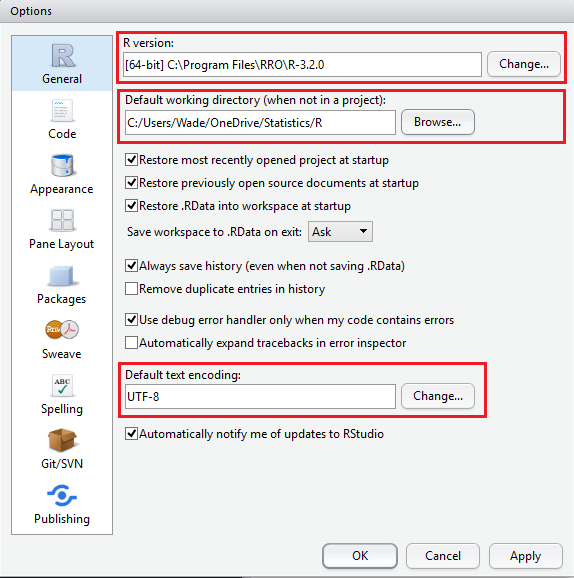 Options
R
General
Code
Appearance
Pane Layout
Packages
Rnw
Sweave
ABC
Spelling
Git/SVN
Publishing
R version:
[64-bit] C:\Program Files\RRO\R-3.2.0
Change...
Default working directory (when not in a project):
C:/Users/Wade/OneDrive/Statistics/R
Browse...
Restore most recently opened project at startup
Restore previously open source documents at startup
Restore .RData into workspace at startup
Save workspace to .RData on exit: Ask
Always save history (even when not saving .RData)
Remove duplicate entries in history
Use debug error handler only when my code contains errors
Automatically expand tracebacks in error inspector
Default text encoding:
UTF-8
Change...
Automatically notify me of updates to RStudio
OK
Cancel
Apply